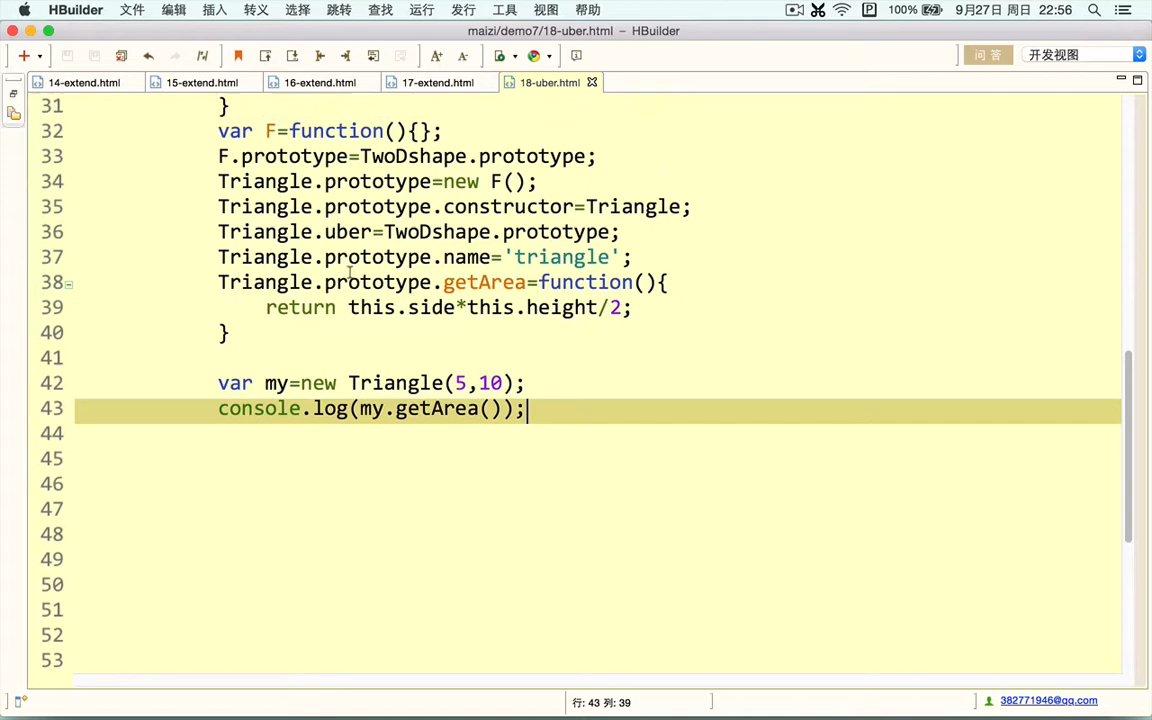 HBuilder 文件 编辑 插入 转义 选择 跳转 查找 运行 发行 工具 视图 帮助 100% 9月27日 周日 22:56
maizi/demo7/18-uber.html — HBuilder
问 答 开发视图
14-extend.html 15-extend.html 16-extend.html 17-extend.html 18-uber.html
31 }
32 var F=function(){};
33 F.prototype=TwoDshape.prototype;
34 Triangle.prototype=new F();
35 Triangle.prototype.constructor=Triangle;
36 Triangle.uber=TwoDshape.prototype;
37 Triangle.prototype.name='triangle';
38 Triangle.prototype.getArea=function(){
39 return this.side*this.height/2;
40 }
41
42 var my=new Triangle(5,10);
43 console.log(my.getArea());
44
45
46
47
48
49
50
51
52
53
行: 43 列: 39 382771946@qq.com